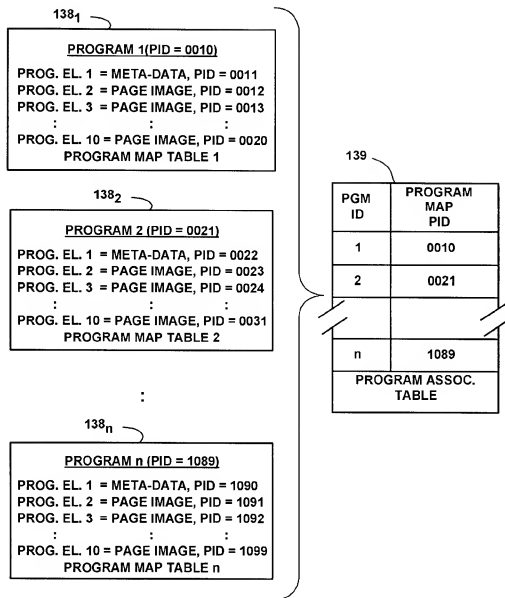 138₁
PROGRAM 1(PID = 0010)
PROG. EL. 1 = META-DATA, PID = 0011
PROG. EL. 2 = PAGE IMAGE, PID = 0012
PROG. EL. 3 = PAGE IMAGE, PID = 0013
: : :
PROG. EL. 10 = PAGE IMAGE, PID = 0020
PROGRAM MAP TABLE 1
138₂
PROGRAM 2 (PID = 0021)
PROG. EL. 1 = META-DATA, PID = 0022
PROG. EL. 2 = PAGE IMAGE, PID = 0023
PROG. EL. 3 = PAGE IMAGE, PID = 0024
: : :
PROG. EL. 10 = PAGE IMAGE, PID = 0031
PROGRAM MAP TABLE 2
:
138ₙ
PROGRAM n (PID = 1089)
PROG. EL. 1 = META-DATA, PID = 1090
PROG. EL. 2 = PAGE IMAGE, PID = 1091
PROG. EL. 3 = PAGE IMAGE, PID = 1092
: : :
PROG. EL. 10 = PAGE IMAGE, PID = 1099
PROGRAM MAP TABLE n
139
PGM ID PROGRAM MAP PID
1 0010
2 0021
n 1089
PROGRAM ASSOC.
TABLE